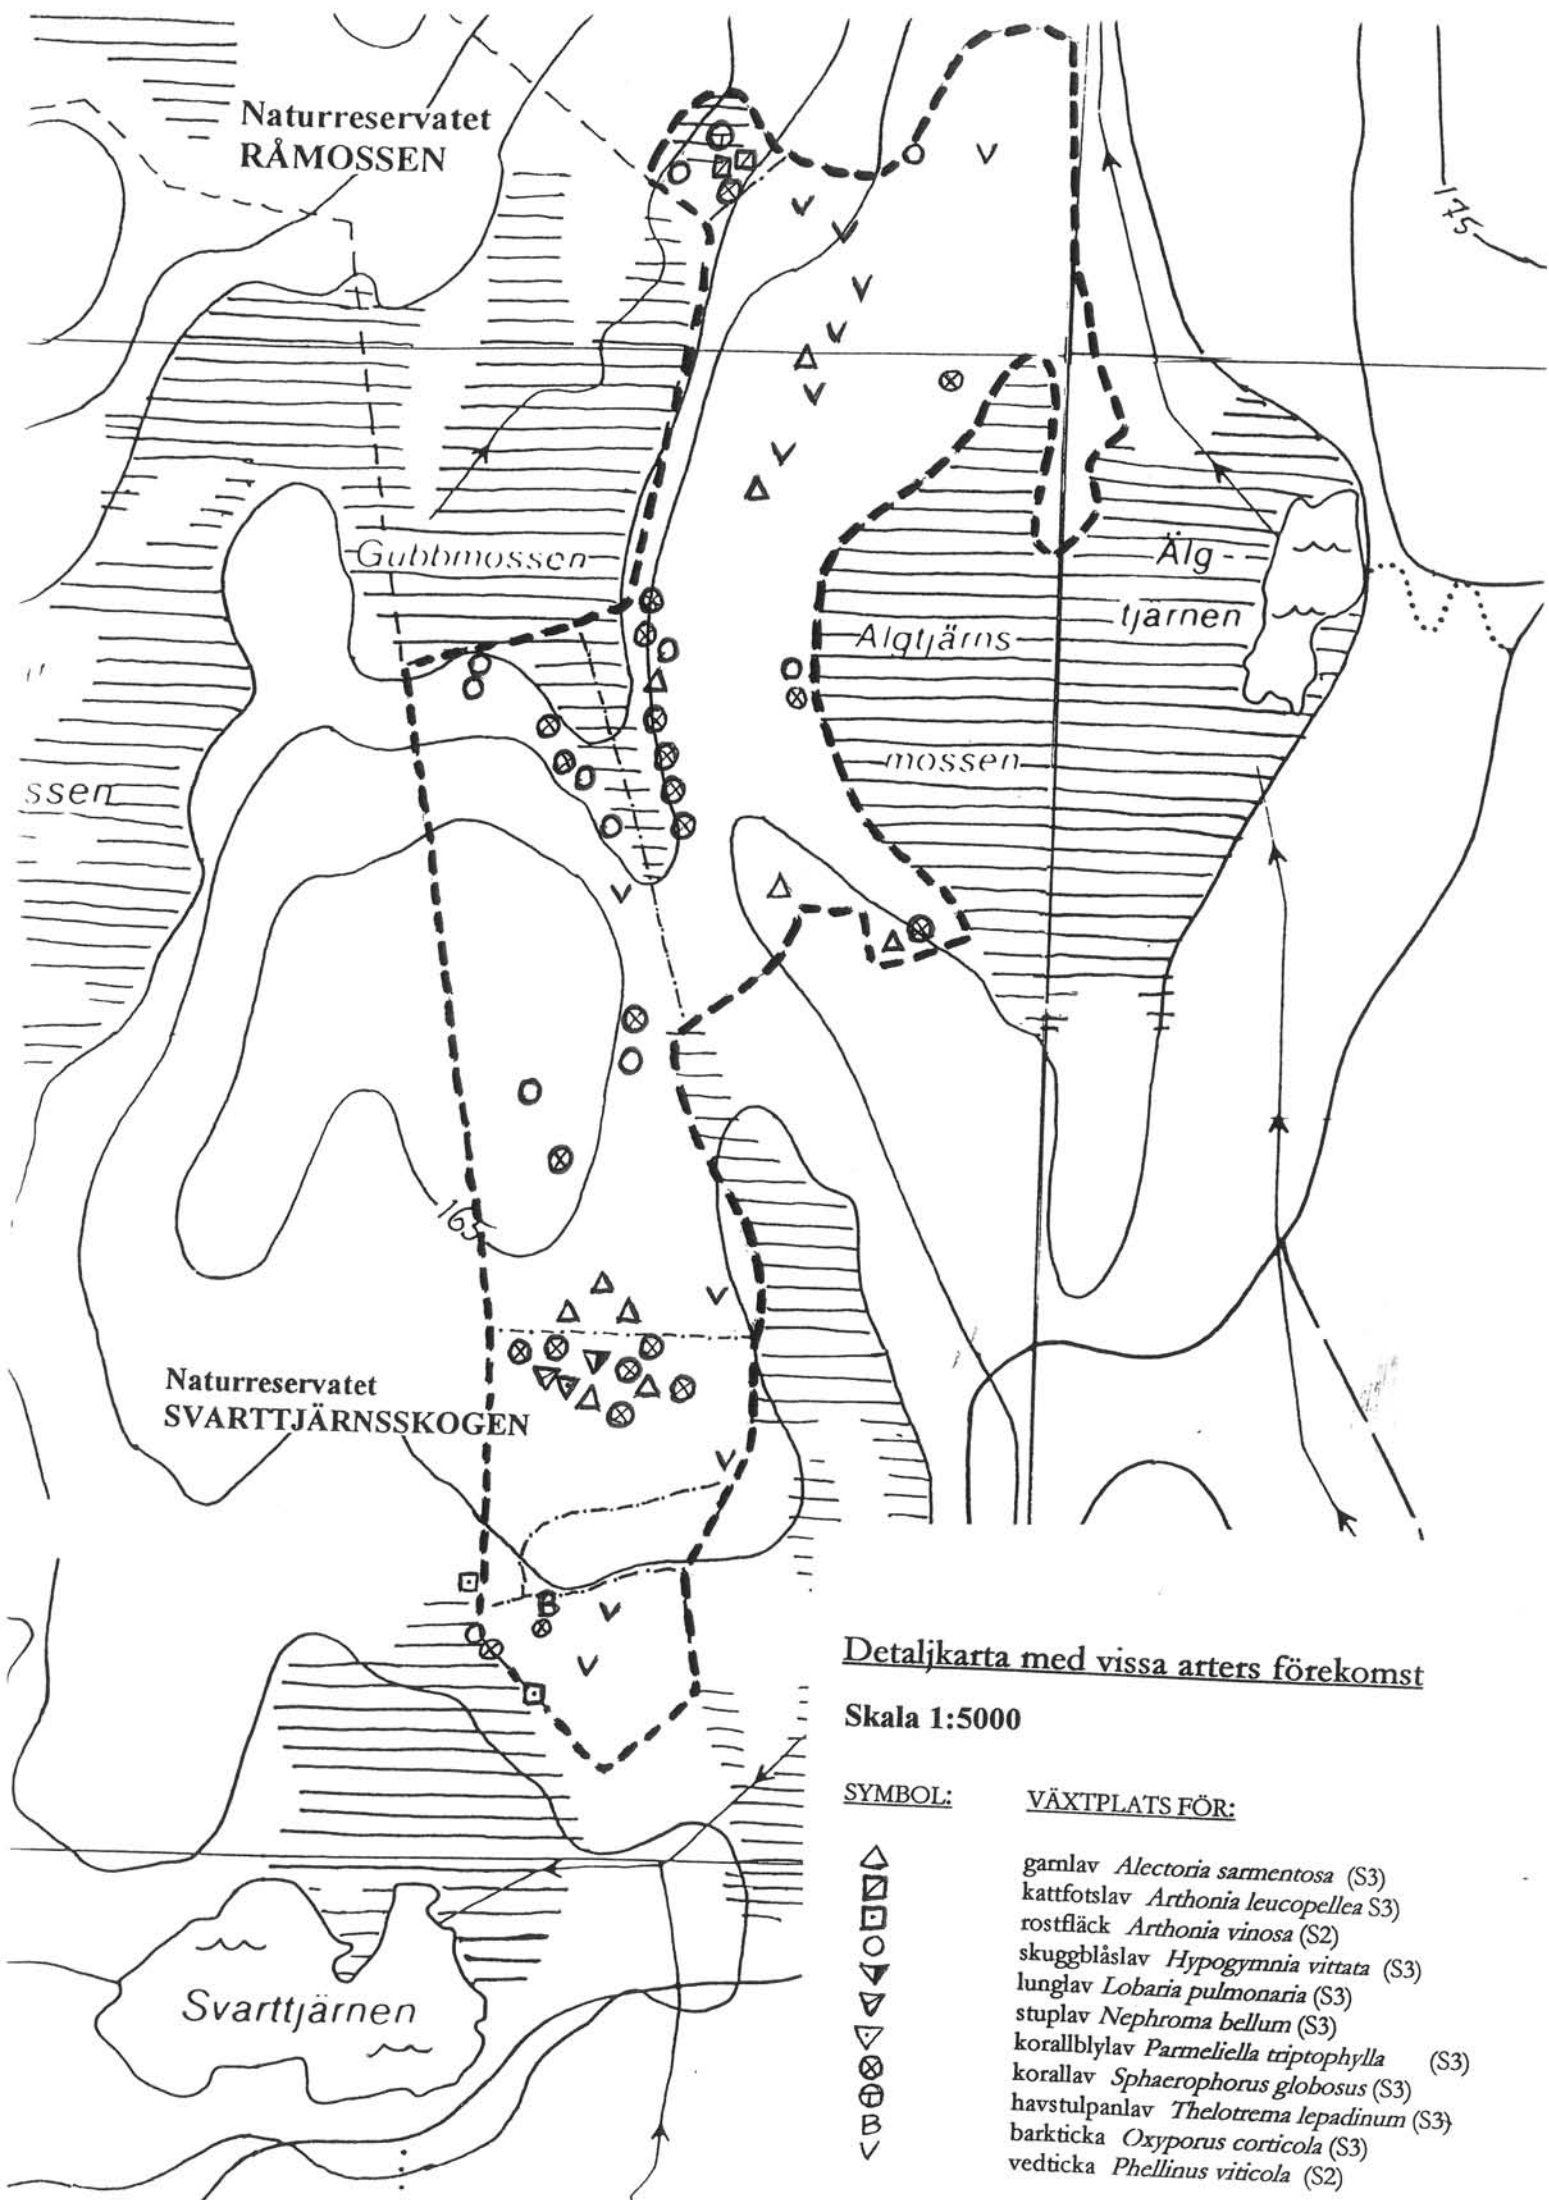 Naturreservatet
RÅMOSSEN
175
Gubbmossen
Älg-
tjärnen
Algtjärns
mossen
ssen
163
Naturreservatet
SVARTTJÄRNSSKOGEN
B
Detaljkarta med vissa arters förekomst
Skala 1:5000
SYMBOL: VÄXTPLATS FÖR:
garnlav Alectoria sarmentosa (S3)
kattfotslav Arthonia leucopellea S3)
rostfläck Arthonia vinosa (S2)
skuggblåslav Hypogymnia vittata (S3)
lunglav Lobaria pulmonaria (S3)
stuplav Nephroma bellum (S3)
korallblylav Parmeliella triptophylla (S3)
korallav Sphaerophorus globosus (S3)
havstulpanlav Thelotrema lepadinum (S3)
B barkticka Oxyporus corticola (S3)
V vedticka Phellinus viticola (S2)
Svarttjärnen